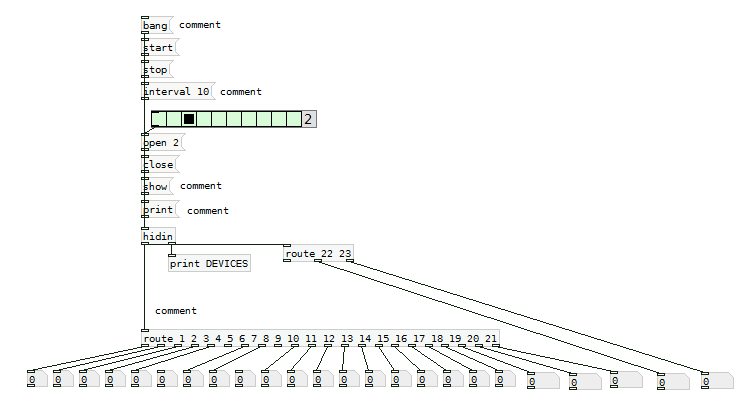 bang comment
start
stop
interval 10 comment
2
open 2
close
show comment
print comment
hidin
route 22 23
print DEVICES
comment
route 1 2 3 4 5 6 7 8 9 10 11 12 13 14 15 16 17 18 19 20 21
0 0 0 0 0 0 0 0 0 0 0 0 0 0 0 0 0 0 0 0 0 0 0 0